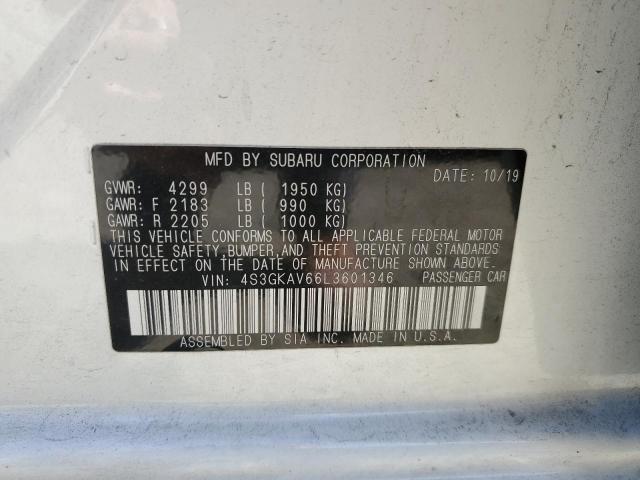 MFD BY SUBARU CORPORATION
DATE: 10/19
GVWR: 4299 LB ( 1950 KG)
GAWR: F 2183 LB ( 990 KG)
GAWR: R 2205 LB ( 1000 KG)
THIS VEHICLE CONFORMS TO ALL APPLICABLE FEDERAL MOTOR
VEHICLE SAFETY, BUMPER, AND THEFT PREVENTION STANDARDS
IN EFFECT ON THE DATE OF MANUFACTURE SHOWN ABOVE.
VIN: 4S3GKAV66L3601346 PASSENGER CAR
ASSEMBLED BY SIA INC. MADE IN U.S.A.